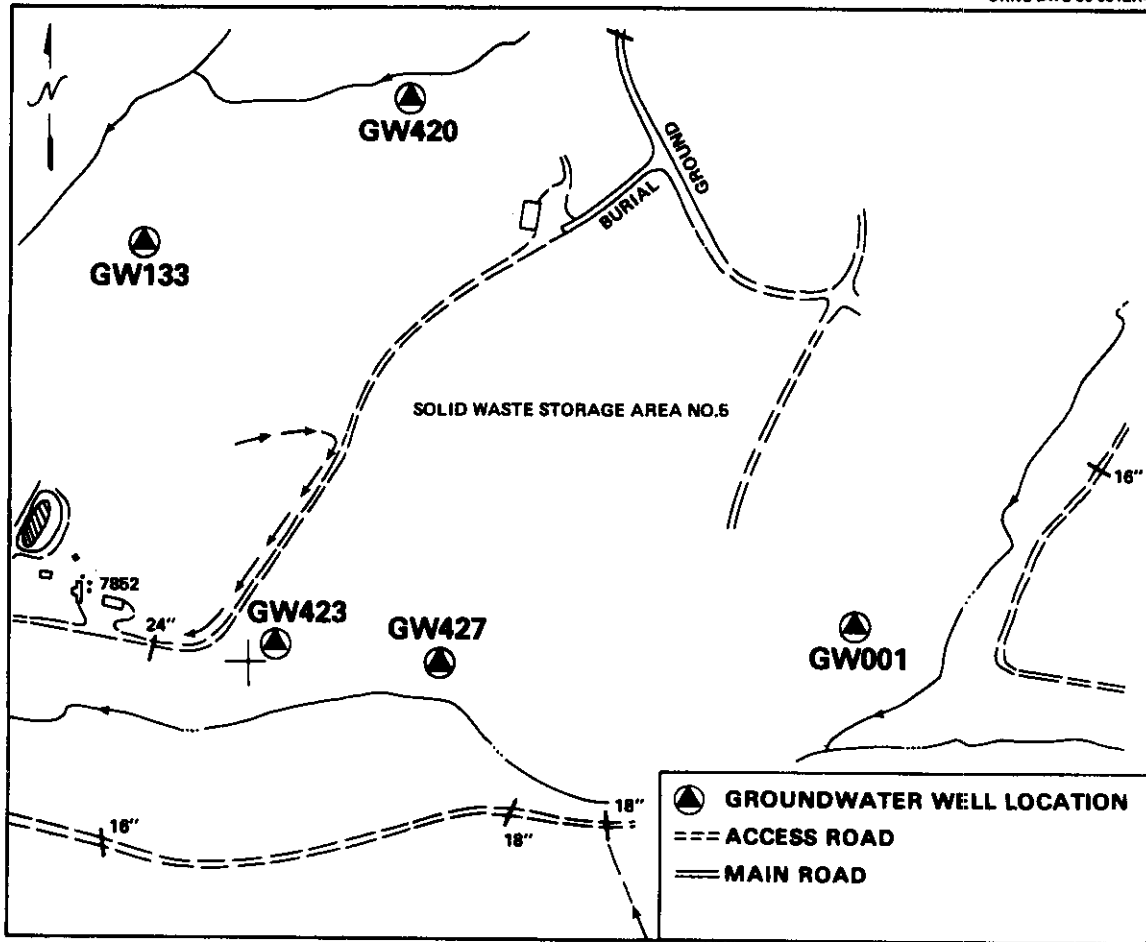 N
GW420
GROUND
BURIAL
GW133
SOLID WASTE STORAGE AREA NO.5
16"
7852
24"
GW423
GW427
GW001
16"
18"
18"
GROUNDWATER WELL LOCATION
ACCESS ROAD
MAIN ROAD